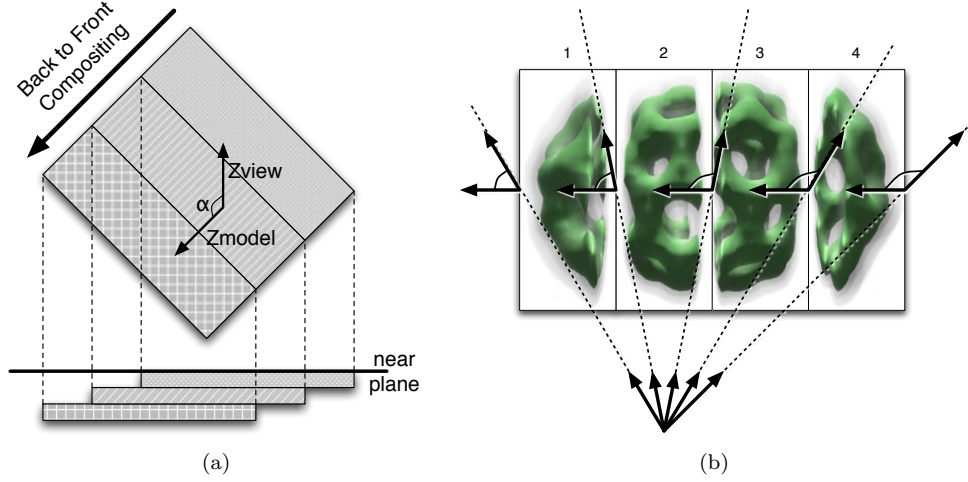 Back to Front
Compositing
Zview
α
Zmodel
near
plane
(a)
1 2 3 4
(b)